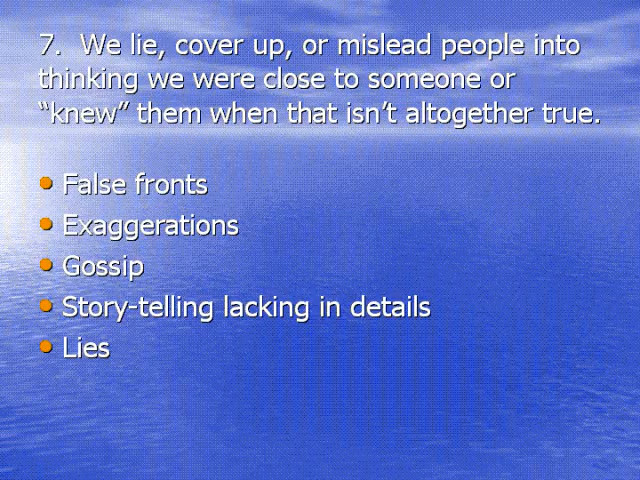 7.  We lie, cover up, or mislead people into
thinking we were close to someone or
“knew” them when that isn’t altogether true.
• False fronts
• Exaggerations
• Gossip
• Story-telling lacking in details
• Lies